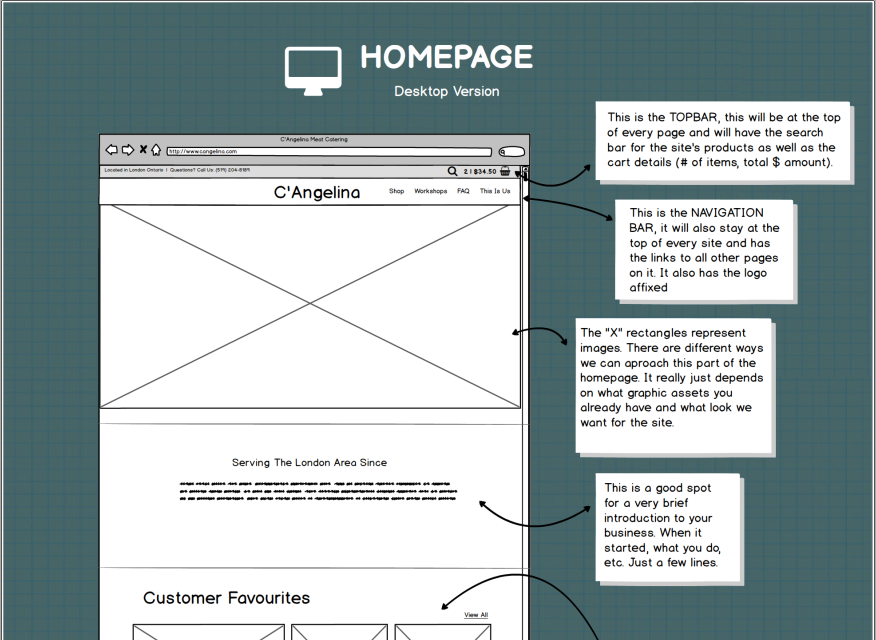 HOMEPAGE
Desktop Version
C'Angelina Meat Catering
http://www.cangelina.com
Located in London Ontario | Questions? Call Us: (519) 204-8189
2 | $34.50
C'Angelina
Shop Workshops FAQ This Is Us
This is the TOPBAR, this will be at the top
of every page and will have the search
bar for the site's products as well as the
cart details (# of items, total $ amount).
This is the NAVIGATION
BAR, it will also stay at the
top of every site and has
the links to all other pages
on it. It also has the logo
affixed
The "X" rectangles represent
images. There are different ways
we can aproach this part of the
homepage. It really just depends
on what graphic assets you
already have and what look we
want for the site.
Serving The London Area Since
This is a good spot
for a very brief
introduction to your
business. When it
started, what you do,
etc. Just a few lines.
Customer Favourites
View All